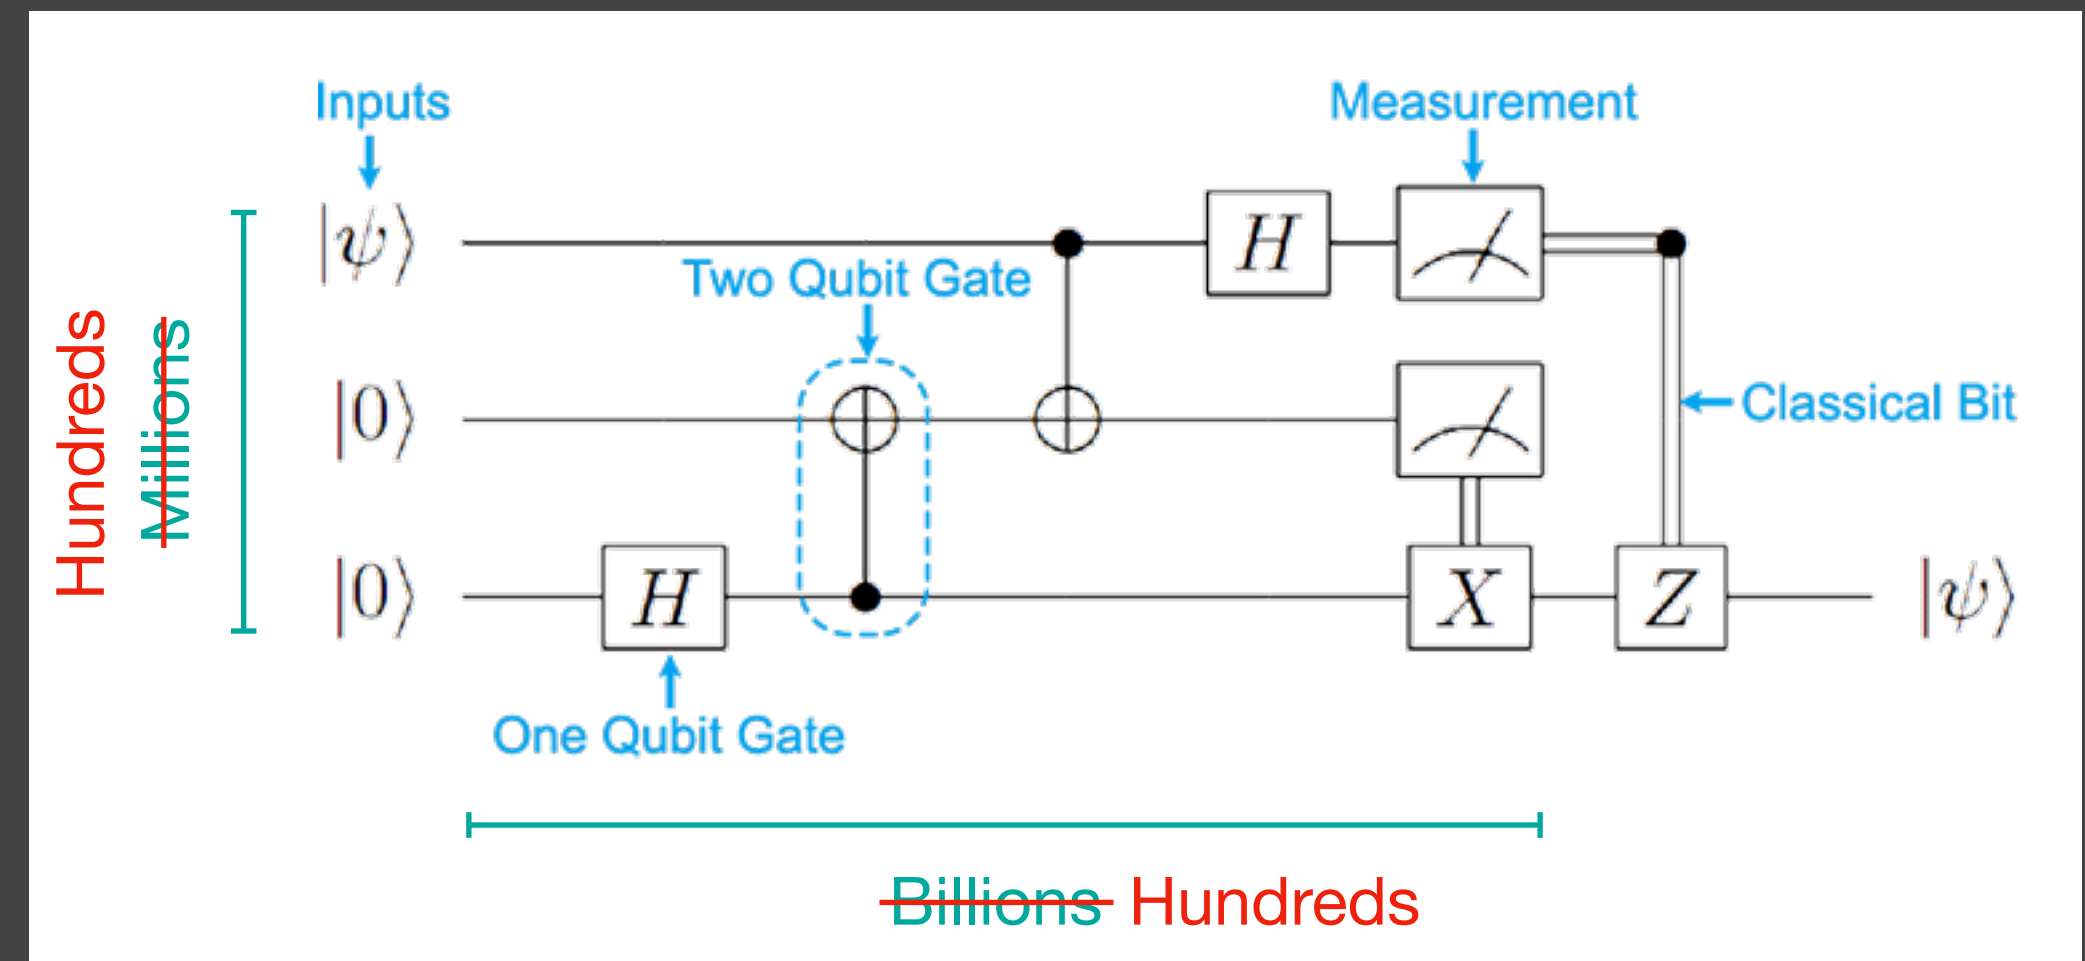 Inputs
Measurement
|ψ⟩
H
Two Qubit Gate
Hundreds
Millions
|0⟩
Classical Bit
|0⟩
H
X
Z
|ψ⟩
One Qubit Gate
Billions Hundreds